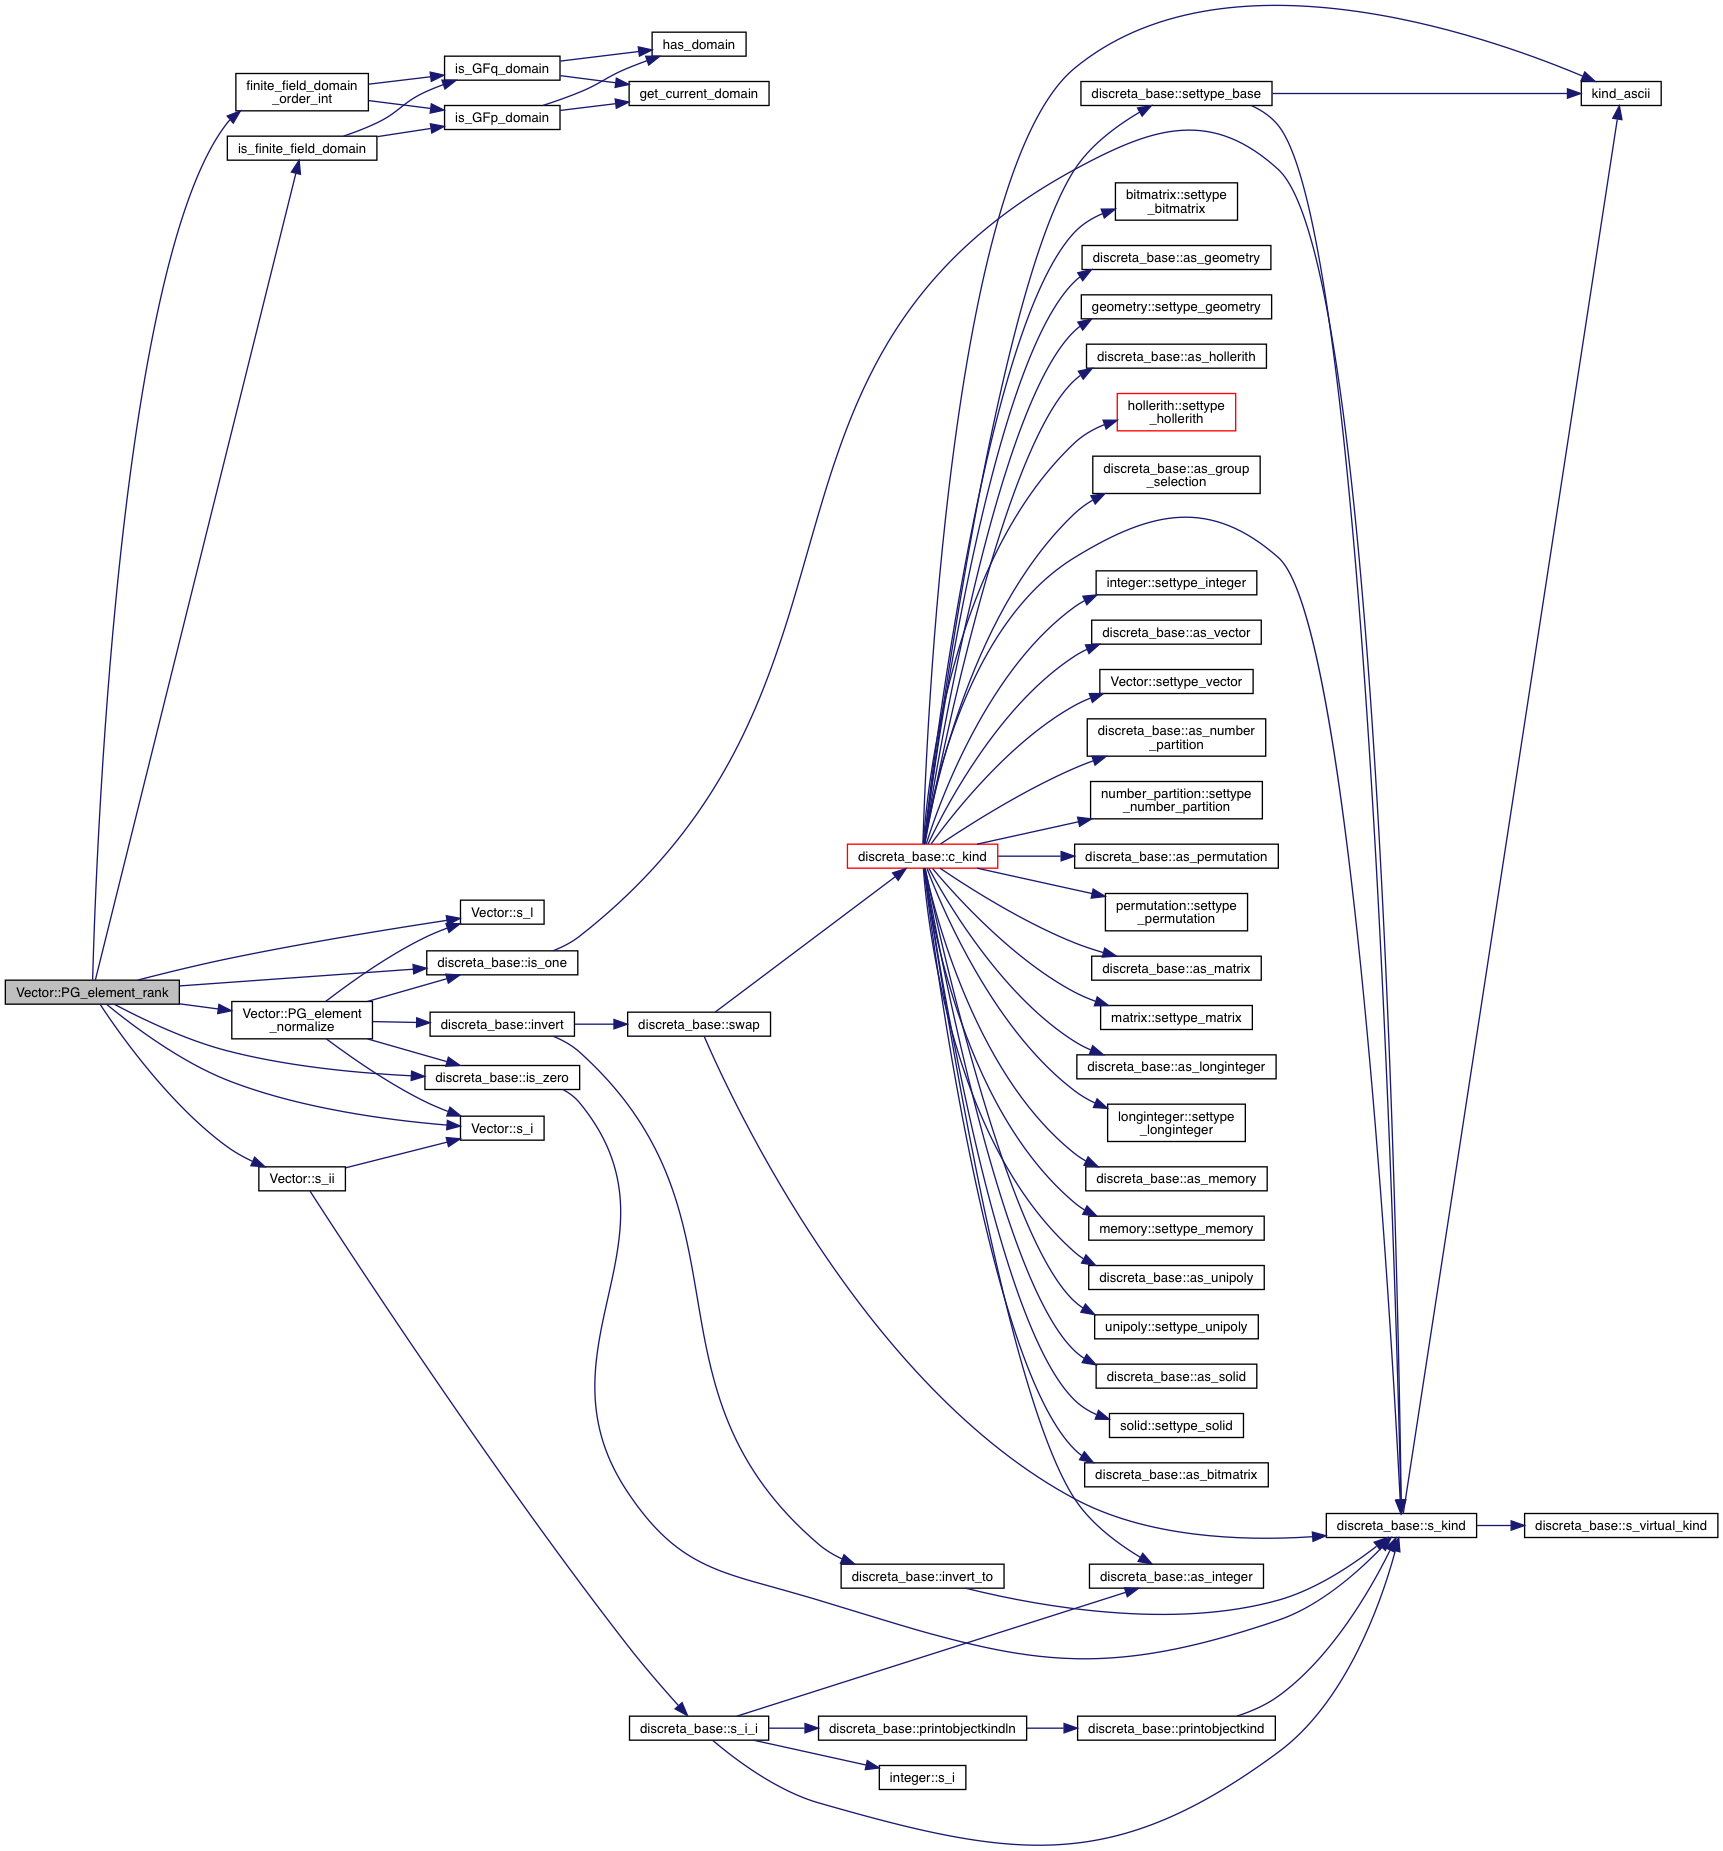 Vector::PG_element_rank
finite_field_domain
_order_int
is_finite_field_domain
is_GFq_domain
is_GFp_domain
has_domain
get_current_domain
Vector::s_l
discreta_base::is_one
Vector::PG_element
_normalize
discreta_base::invert
discreta_base::is_zero
Vector::s_i
Vector::s_ii
discreta_base::swap
discreta_base::c_kind
discreta_base::settype_base
kind_ascii
bitmatrix::settype
_bitmatrix
discreta_base::as_geometry
geometry::settype_geometry
discreta_base::as_hollerith
hollerith::settype
_hollerith
discreta_base::as_group
_selection
integer::settype_integer
discreta_base::as_vector
Vector::settype_vector
discreta_base::as_number
_partition
number_partition::settype
_number_partition
discreta_base::as_permutation
permutation::settype
_permutation
discreta_base::as_matrix
matrix::settype_matrix
discreta_base::as_longinteger
longinteger::settype
_longinteger
discreta_base::as_memory
memory::settype_memory
discreta_base::as_unipoly
unipoly::settype_unipoly
discreta_base::as_solid
solid::settype_solid
discreta_base::as_bitmatrix
discreta_base::s_kind
discreta_base::s_virtual_kind
discreta_base::invert_to
discreta_base::as_integer
discreta_base::s_i_i
discreta_base::printobjectkindln
discreta_base::printobjectkind
integer::s_i